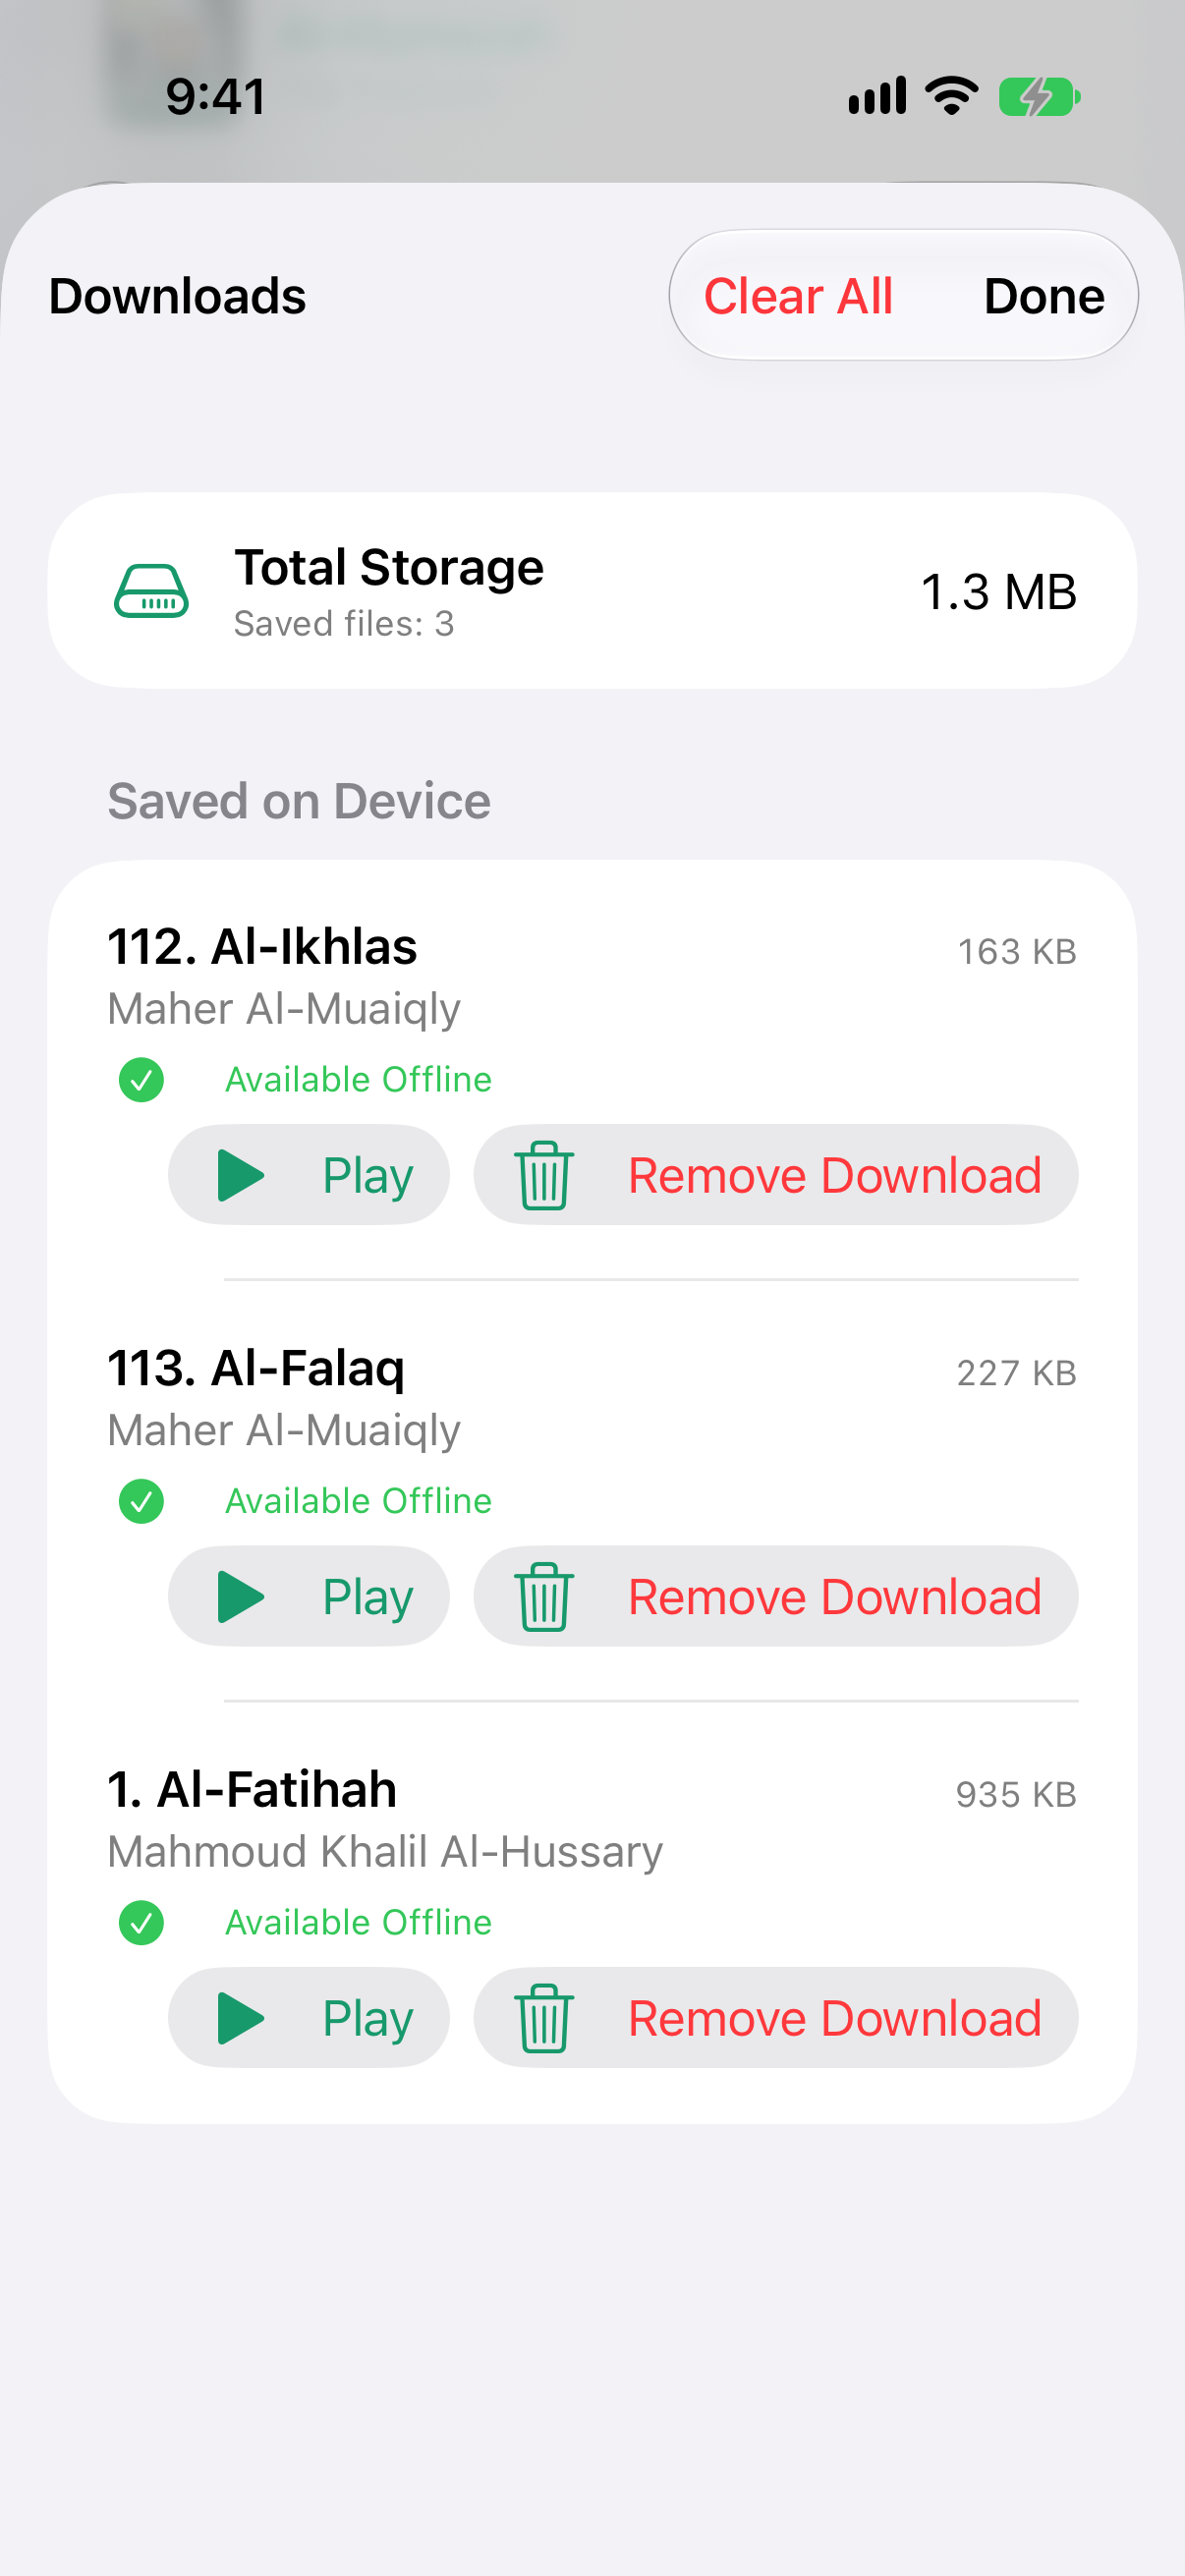 9:41
Downloads
Clear All
Done
Total Storage
Saved files: 3
1.3 MB
Saved on Device
112. Al-Ikhlas
163 KB
Maher Al-Muaiqly
Available Offline
Play
Remove Download
113. Al-Falaq
227 KB
Maher Al-Muaiqly
Available Offline
Play
Remove Download
1. Al-Fatihah
935 KB
Mahmoud Khalil Al-Hussary
Available Offline
Play
Remove Download